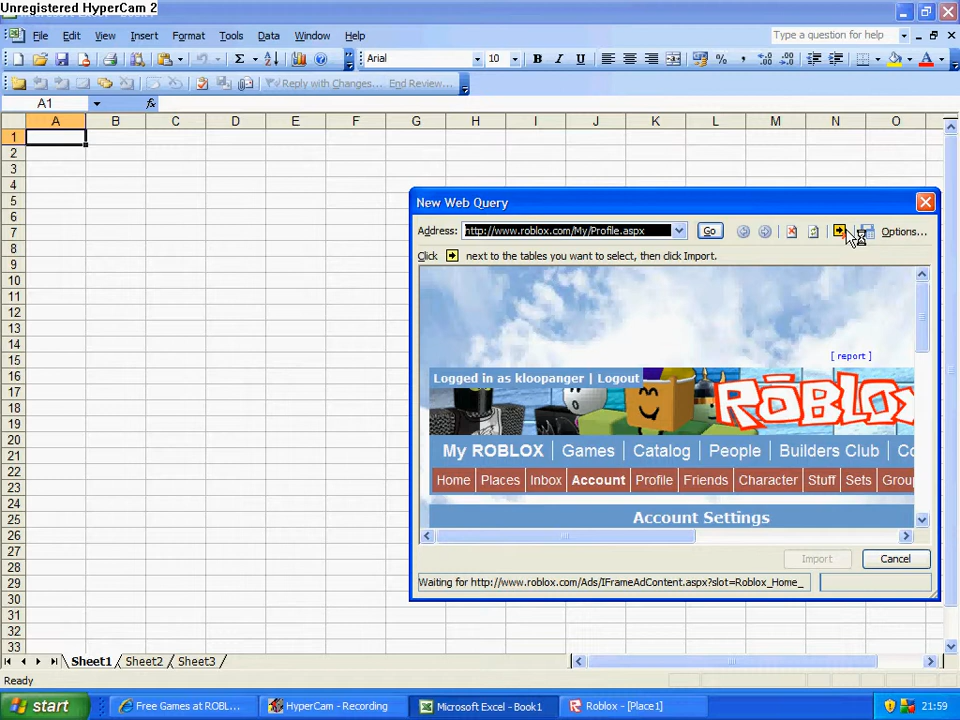 Unregistered HyperCam 2
File Edit View Insert Format Tools Data Window Help
Type a question for help
Arial 10 B I U $ % ,
Reply with Changes... End Review...
A1 fx
A B C D E F G H I J K L M N O
1
2
3
4
5
6
7
8
9
10
11
12
13
14
15
16
17
18
19
20
21
22
23
24
25
26
27
28
29
30
31
32
33
New Web Query
Address: http://www.roblox.com/My/Profile.aspx Go Options...
Click next to the tables you want to select, then click Import.
[ report ]
Logged in as kloopanger | Logout
ROBLOX
My ROBLOX Games Catalog People Builders Club Co
Home Places Inbox Account Profile Friends Character Stuff Sets Group
Account Settings
Import Cancel
Waiting for http://www.roblox.com/Ads/IFrameAdContent.aspx?slot=Roblox_Home_
Sheet1 Sheet2 Sheet3
Ready
start Free Games at ROBL... HyperCam - Recording Microsoft Excel - Book1 Roblox - [Place1] 21:59